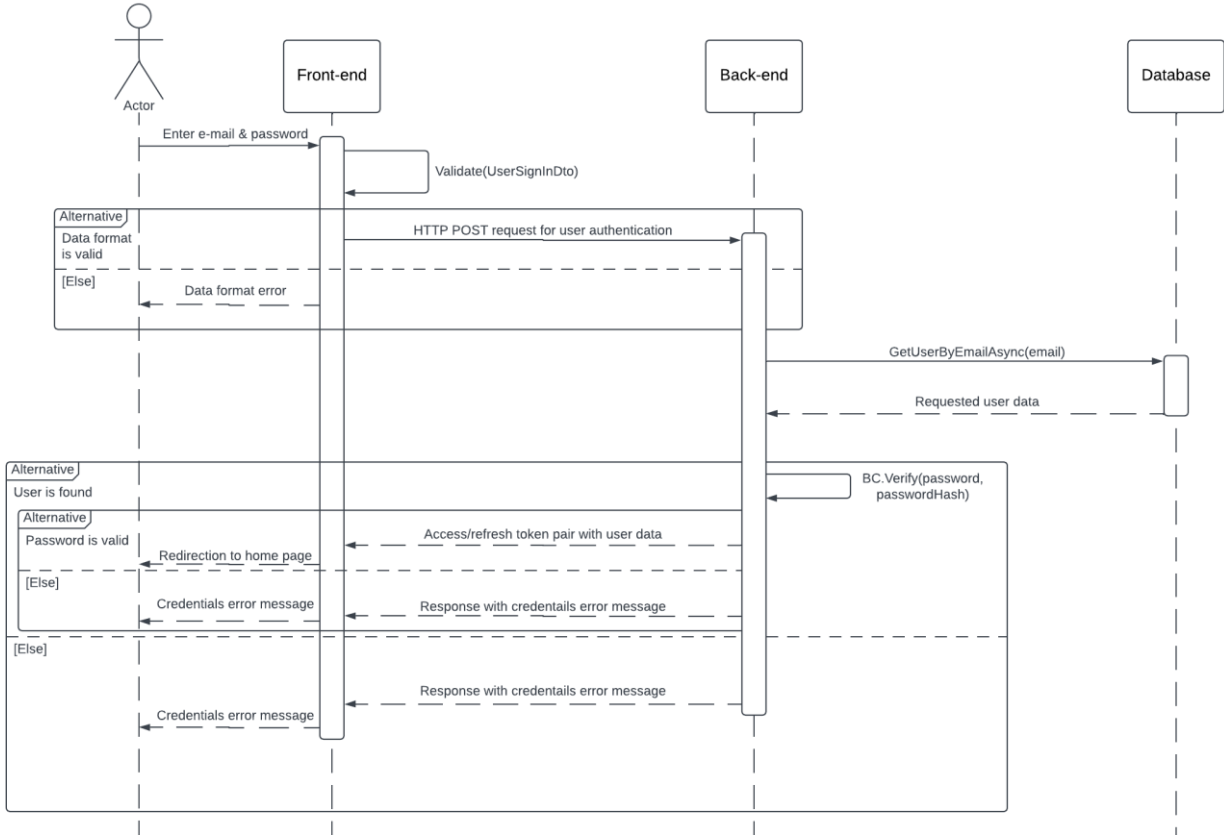 Actor
Front-end
Back-end
Database
Enter e-mail & password
Validate(UserSignInDto)
Alternative
Data format
is valid
HTTP POST request for user authentication
[Else]
Data format error
GetUserByEmailAsync(email)
Requested user data
Alternative
User is found
BC.Verify(password,
passwordHash)
Alternative
Password is valid
Access/refresh token pair with user data
Redirection to home page
[Else]
Credentials error message
Response with credentails error message
[Else]
Response with credentails error message
Credentials error message